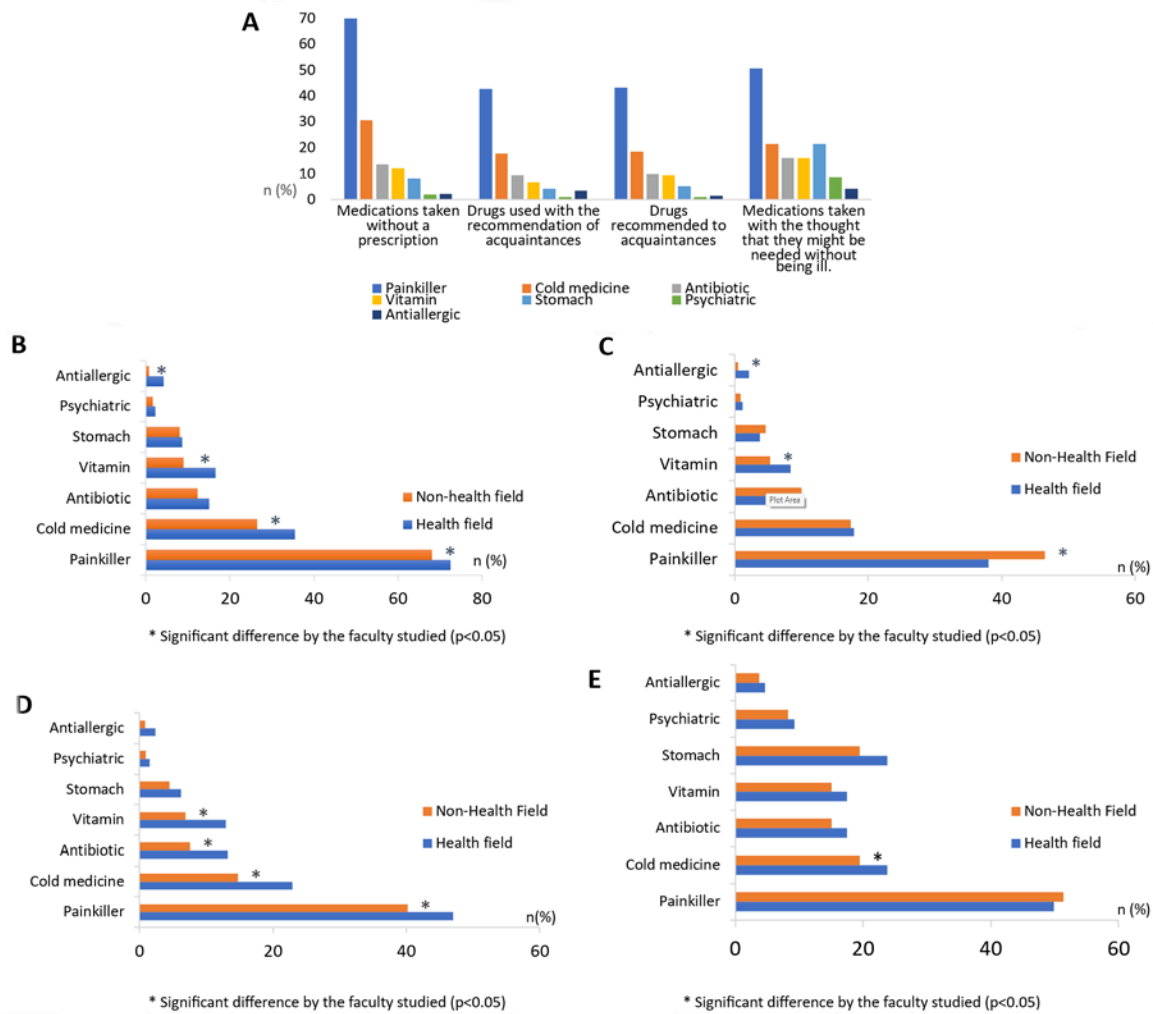 A
70
60
50
40
30
20
10
0
n (%)
Medications taken without a prescription
Drugs used with the recommendation of acquaintances
Drugs recommended to acquaintances
Medications taken with the thought that they might be needed without being ill.
Painkiller
Cold medicine
Antibiotic
Vitamin
Stomach
Psychiatric
Antiallergic
B
Antiallergic *
Psychiatric
Stomach
Vitamin *
Antibiotic
Cold medicine *
Painkiller *
n (%)
0 20 40 60 80
Non-health field
Health field
* Significant difference by the faculty studied (p<0.05)
C
Antiallergic *
Psychiatric
Stomach
Vitamin *
Antibiotic
Plot Area
Cold medicine
Painkiller *
n (%)
0 20 40 60
Non-Health Field
Health field
* Significant difference by the faculty studied (p<0.05)
D
Antiallergic
Psychiatric
Stomach
Vitamin *
Antibiotic *
Cold medicine *
Painkiller *
n(%)
0 20 40 60
Non-Health Field
Health field
* Significant difference by the faculty studied (p<0.05)
E
Antiallergic
Psychiatric
Stomach
Vitamin
Antibiotic
Cold medicine *
Painkiller
n (%)
0 20 40 60
Non-Health Field
Health field
* Significant difference by the faculty studied (p<0.05)